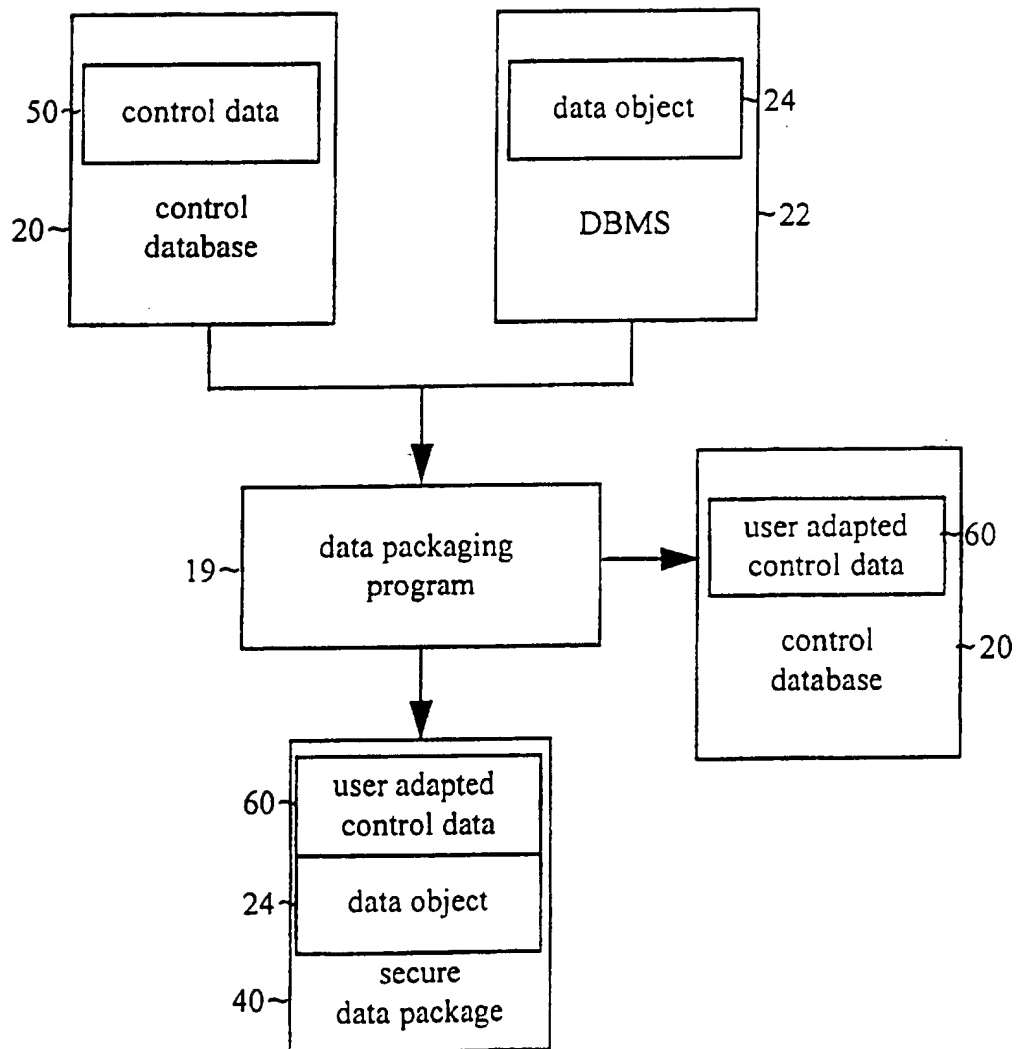 50~ control data
data object ~24
20~ control
database
DBMS ~22
19~ data packaging
program
user adapted ~60
control data
control ~20
database
60~ user adapted
control data
24~ data object
secure
40~ data package